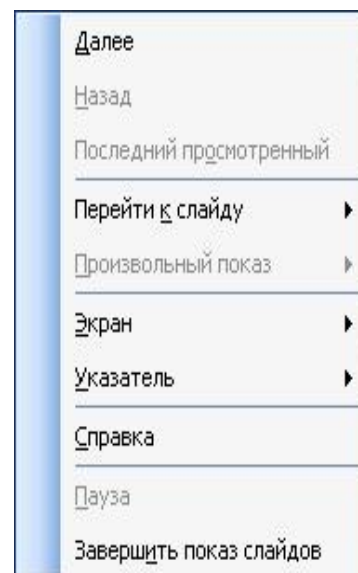 Далее
Назад
Последний просмотренный
Перейти к слайду
Произвольный показ
Экран
Указатель
Справка
Пауза
Завершить показ слайдов